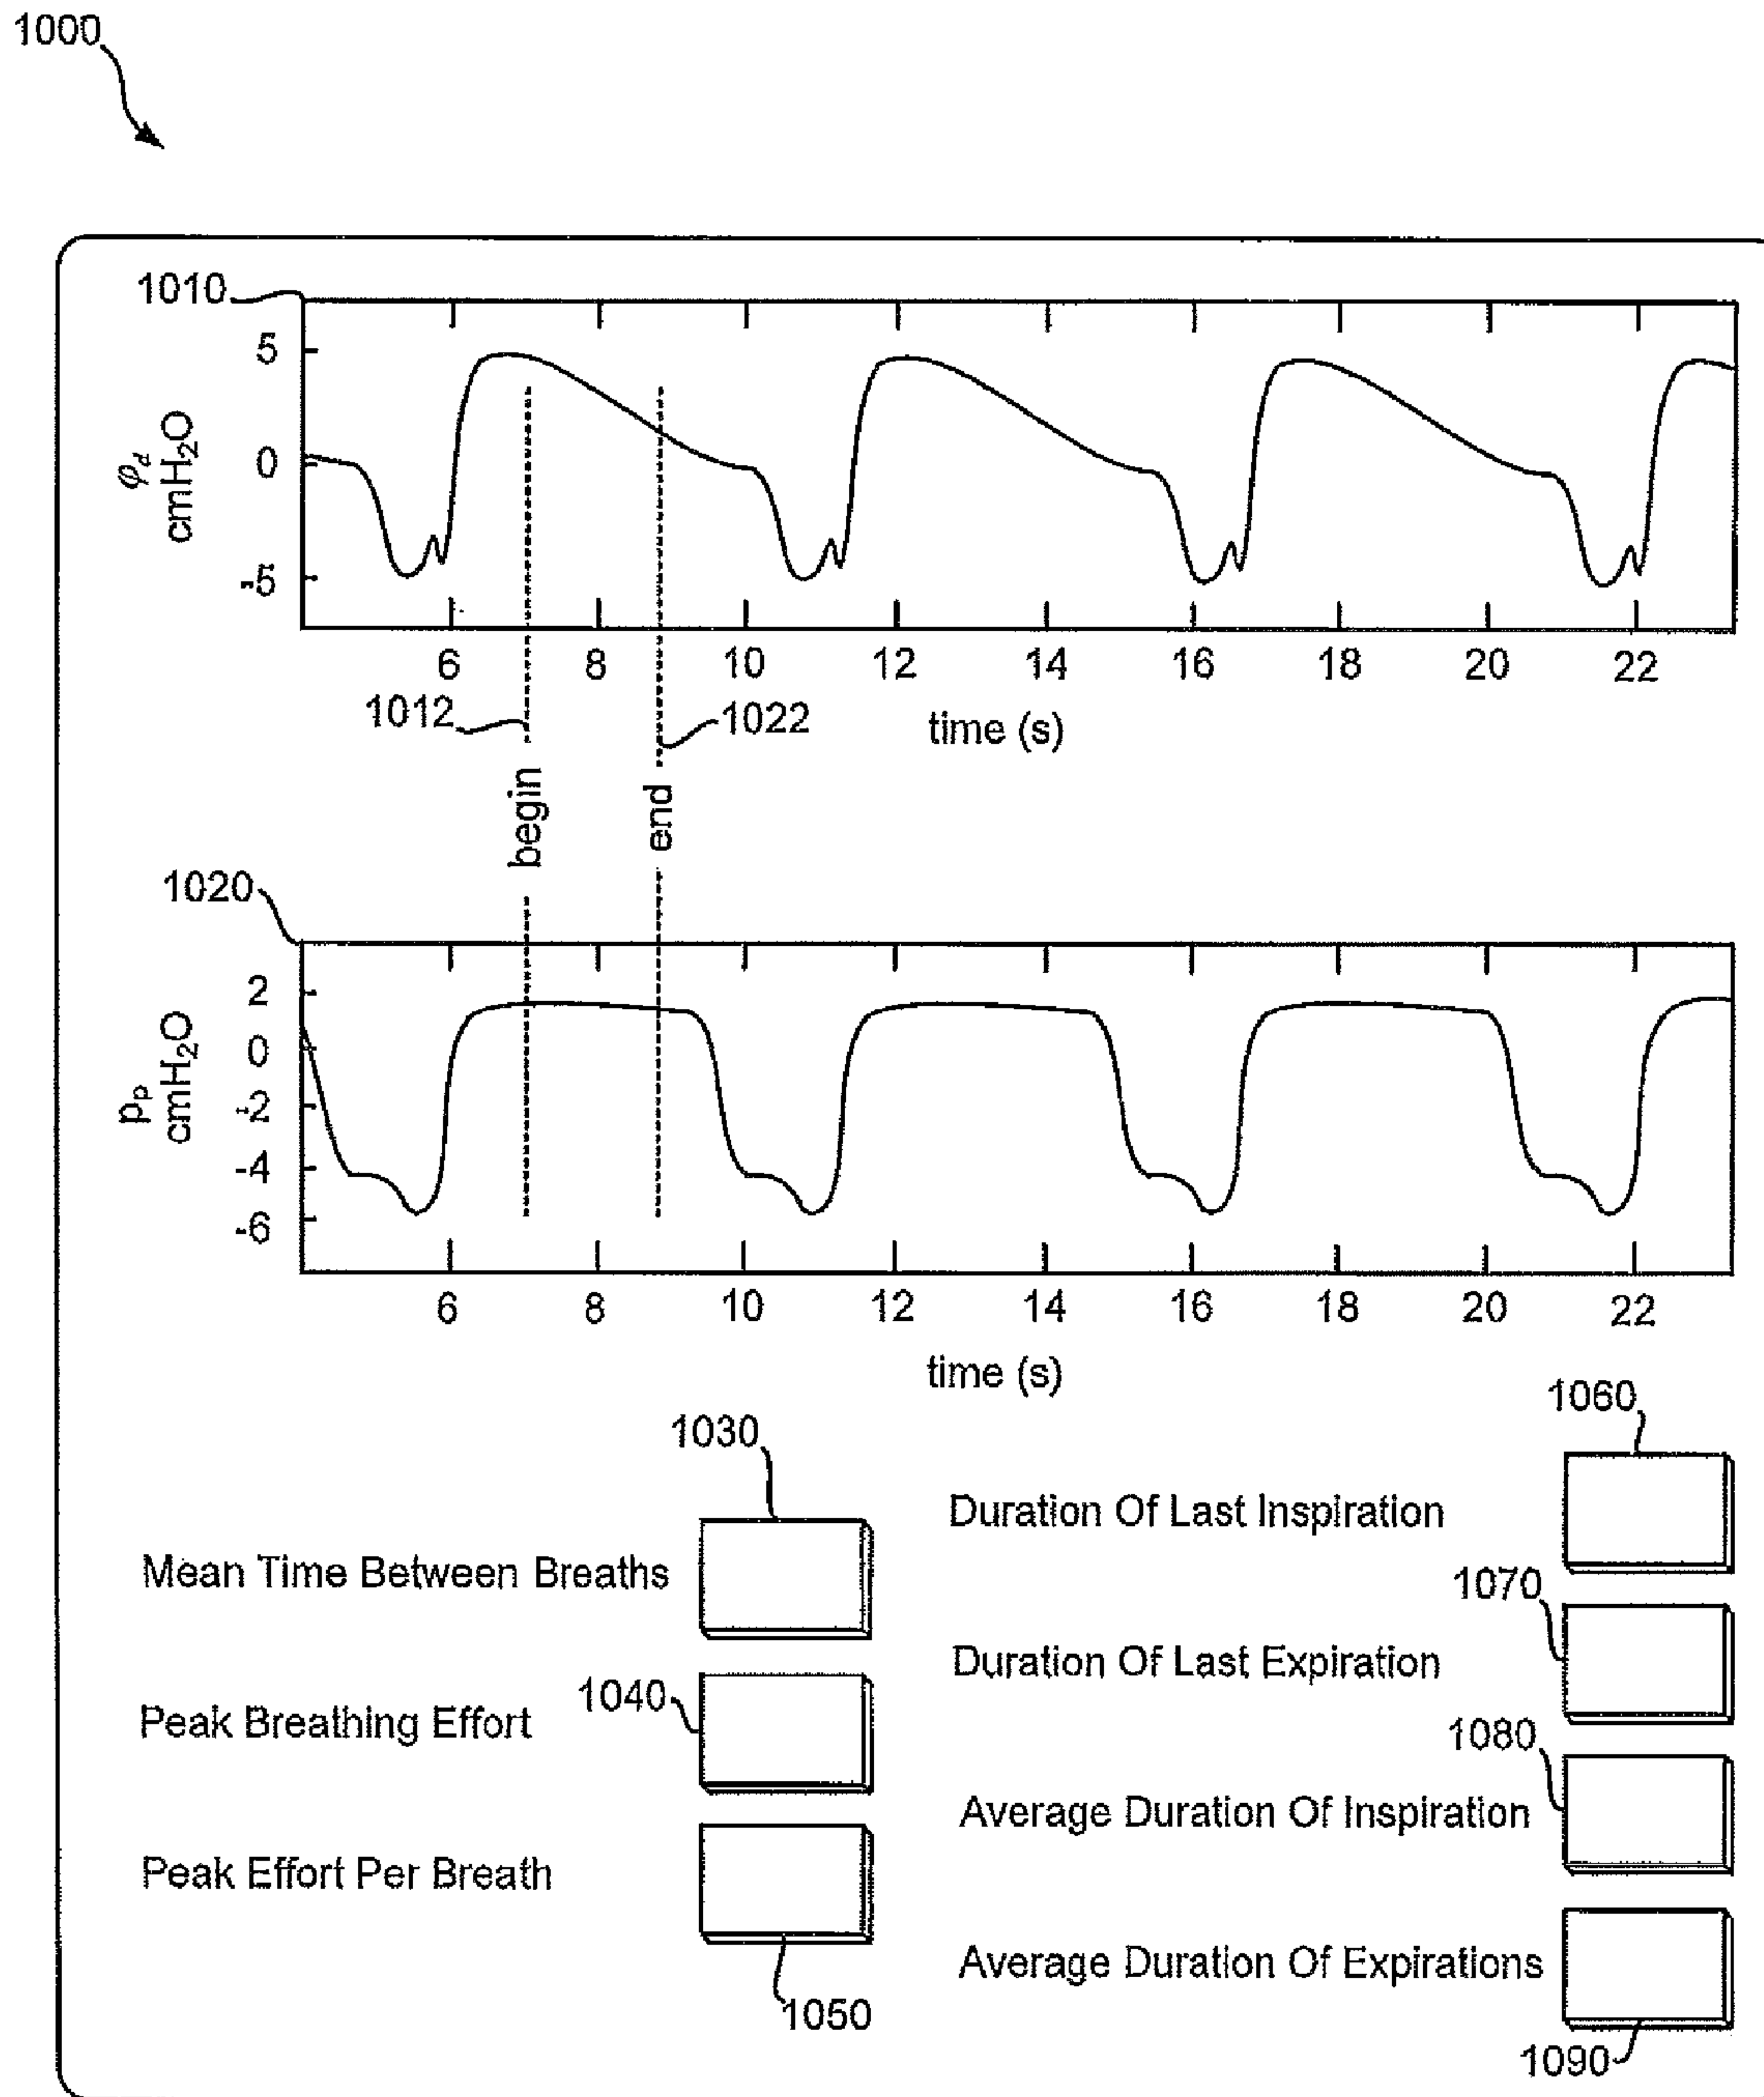 1000
1010
5
0
-5
φd
cmH₂O
6 8 10 12 14 16 18 20 22
time (s)
1012
1022
begin
end
1020
2
0
-2
-4
-6
pₚ
cmH₂O
6 8 10 12 14 16 18 20 22
time (s)
1030
Mean Time Between Breaths
1040
Peak Breathing Effort
Peak Effort Per Breath
1050
1060
Duration Of Last Inspiration
1070
Duration Of Last Expiration
1080
Average Duration Of Inspiration
Average Duration Of Expirations
1090